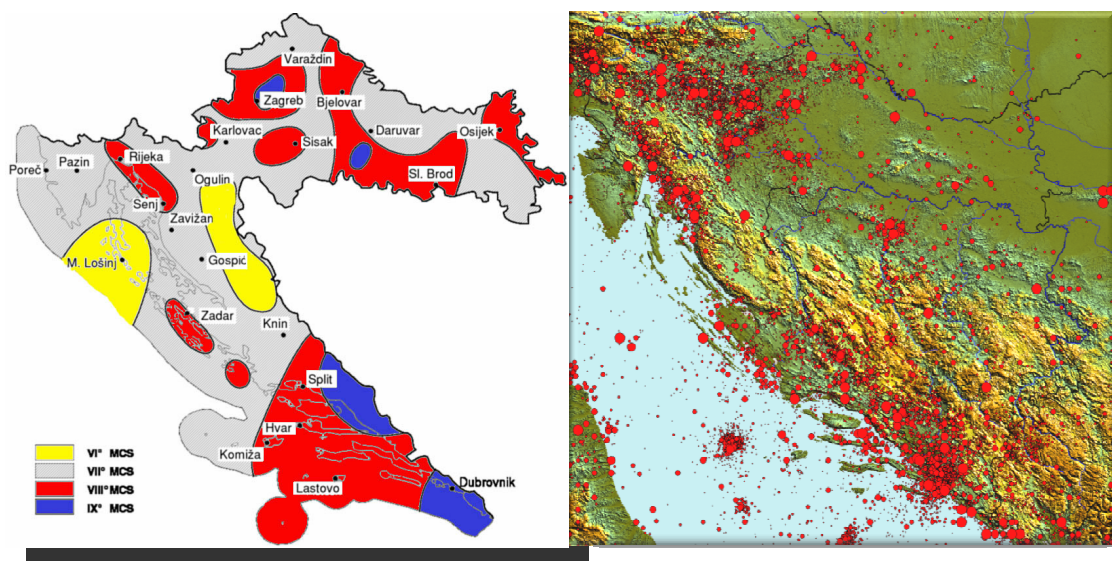 Varaždin
Zagreb
Bjelovar
Karlovac
Sisak
Daruvar
Osijek
Poreč
Pazin
Rijeka
Ogulin
Sl. Brod
Senj
Zavižan
M. Lošinj
Gospić
Zadar
Knin
Split
Hvar
Komiža
Lastovo
Dubrovnik
VI° MCS
VII° MCS
VIII° MCS
IX° MCS